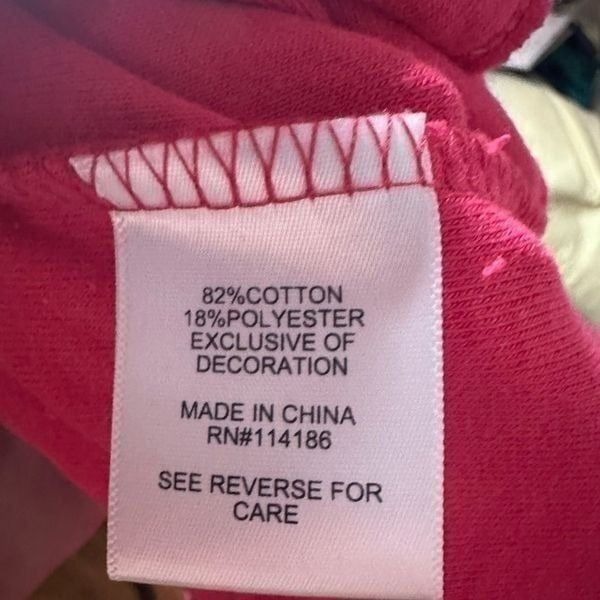 82%COTTON
18%POLYESTER
EXCLUSIVE OF
DECORATION
MADE IN CHINA
RN#114186
SEE REVERSE FOR
CARE